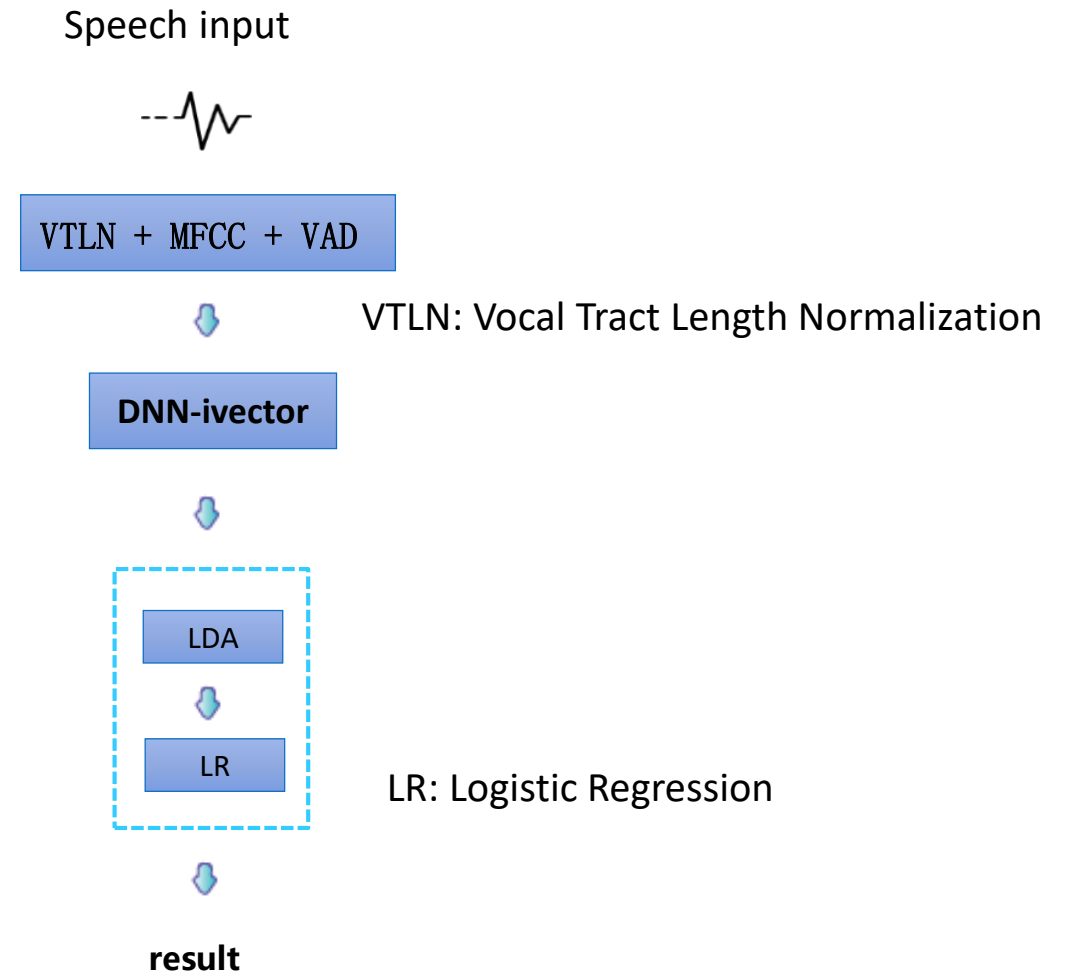 Speech input
VTLN + MFCC + VAD
VTLN: Vocal Tract Length Normalization
DNN-ivector
LDA
LR
LR: Logistic Regression
result